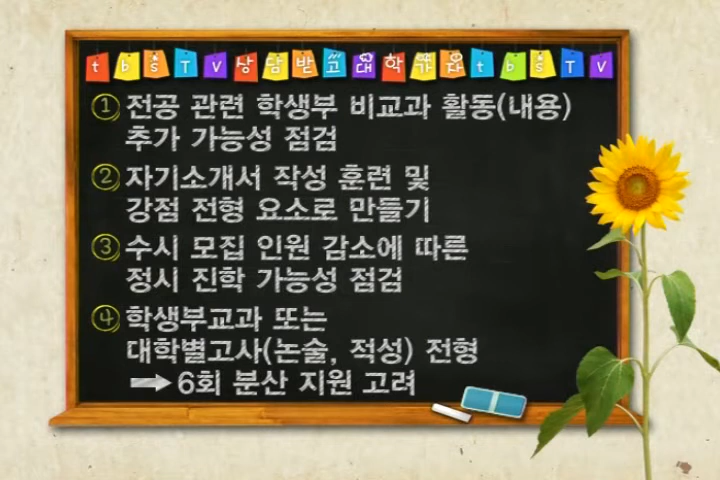 tbsTV상담받고대학가자tbsTV
① 전공 관련 학생부 비교과 활동(내용)
추가 가능성 점검
② 자기소개서 작성 훈련 및
강점 전형 요소로 만들기
③ 수시 모집 인원 감소에 따른
정시 진학 가능성 점검
④ 학생부교과 또는
대학별고사(논술, 적성) 전형
➡ 6회 분산 지원 고려